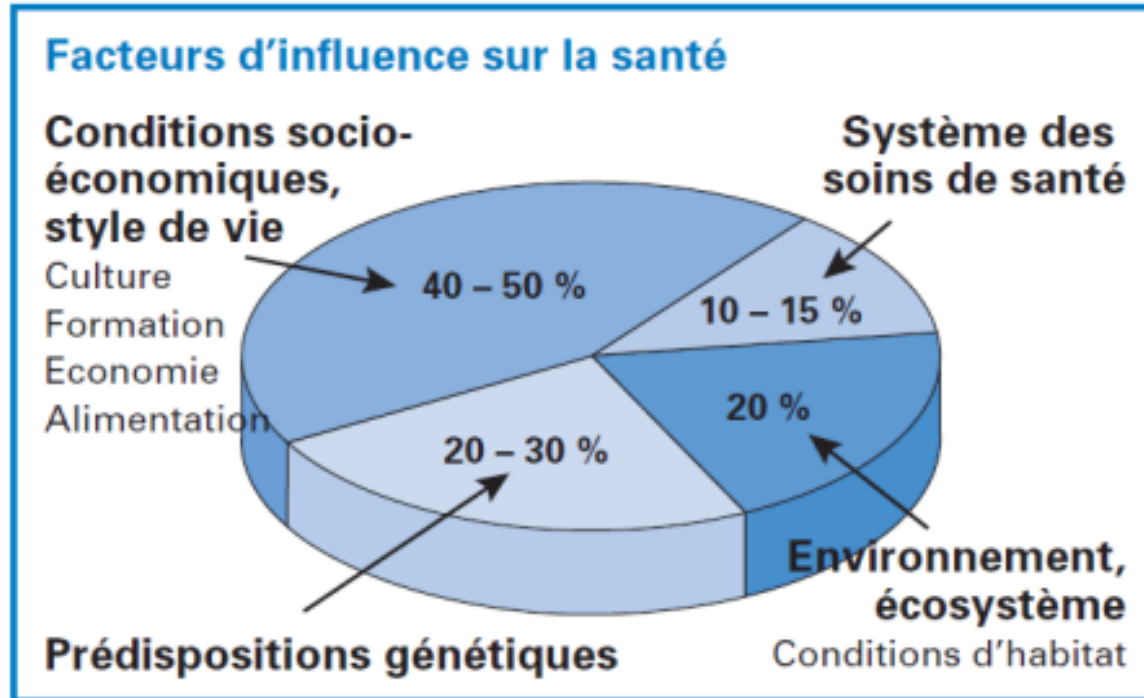 Facteurs d’influence sur la santé
Conditions socio-
économiques,
style de vie
Culture
Formation
Economie
Alimentation
Système des
soins de santé
40 – 50 %
10 – 15 %
20 %
20 – 30 %
Environnement,
écosystème
Conditions d’habitat
Prédispositions génétiques